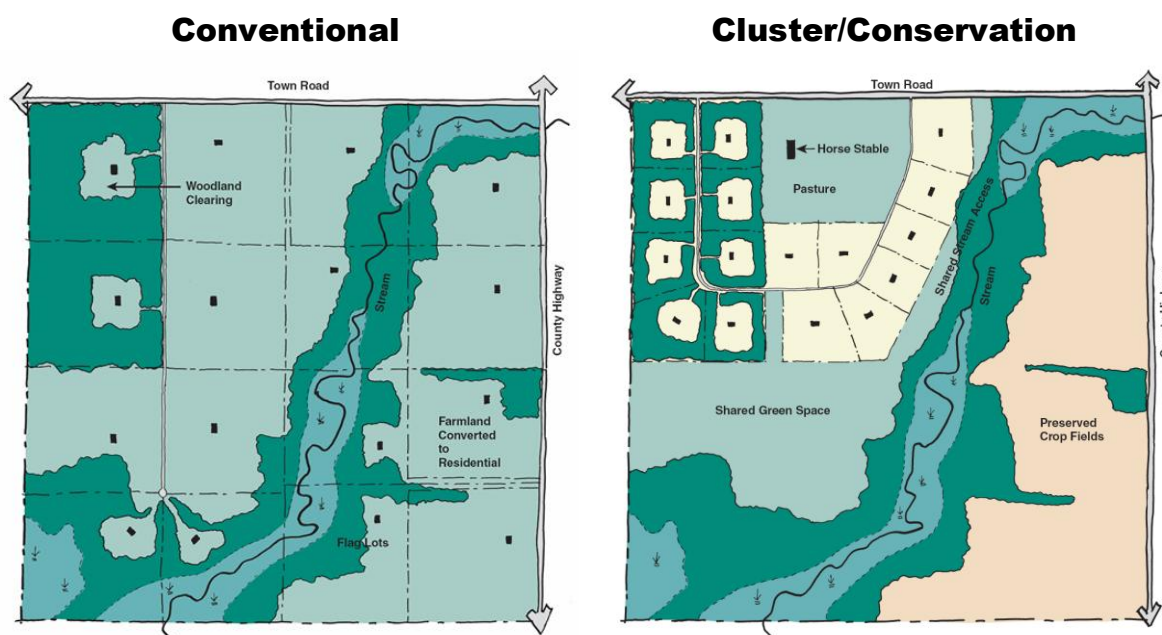 Conventional
Town Road
Woodland
Clearing
Stream
County Highway
Farmland
Converted
to
Residential
Flag Lots
Cluster/Conservation
Town Road
Horse Stable
Pasture
Shared Stream Access
Stream
Shared Green Space
Preserved
Crop Fields